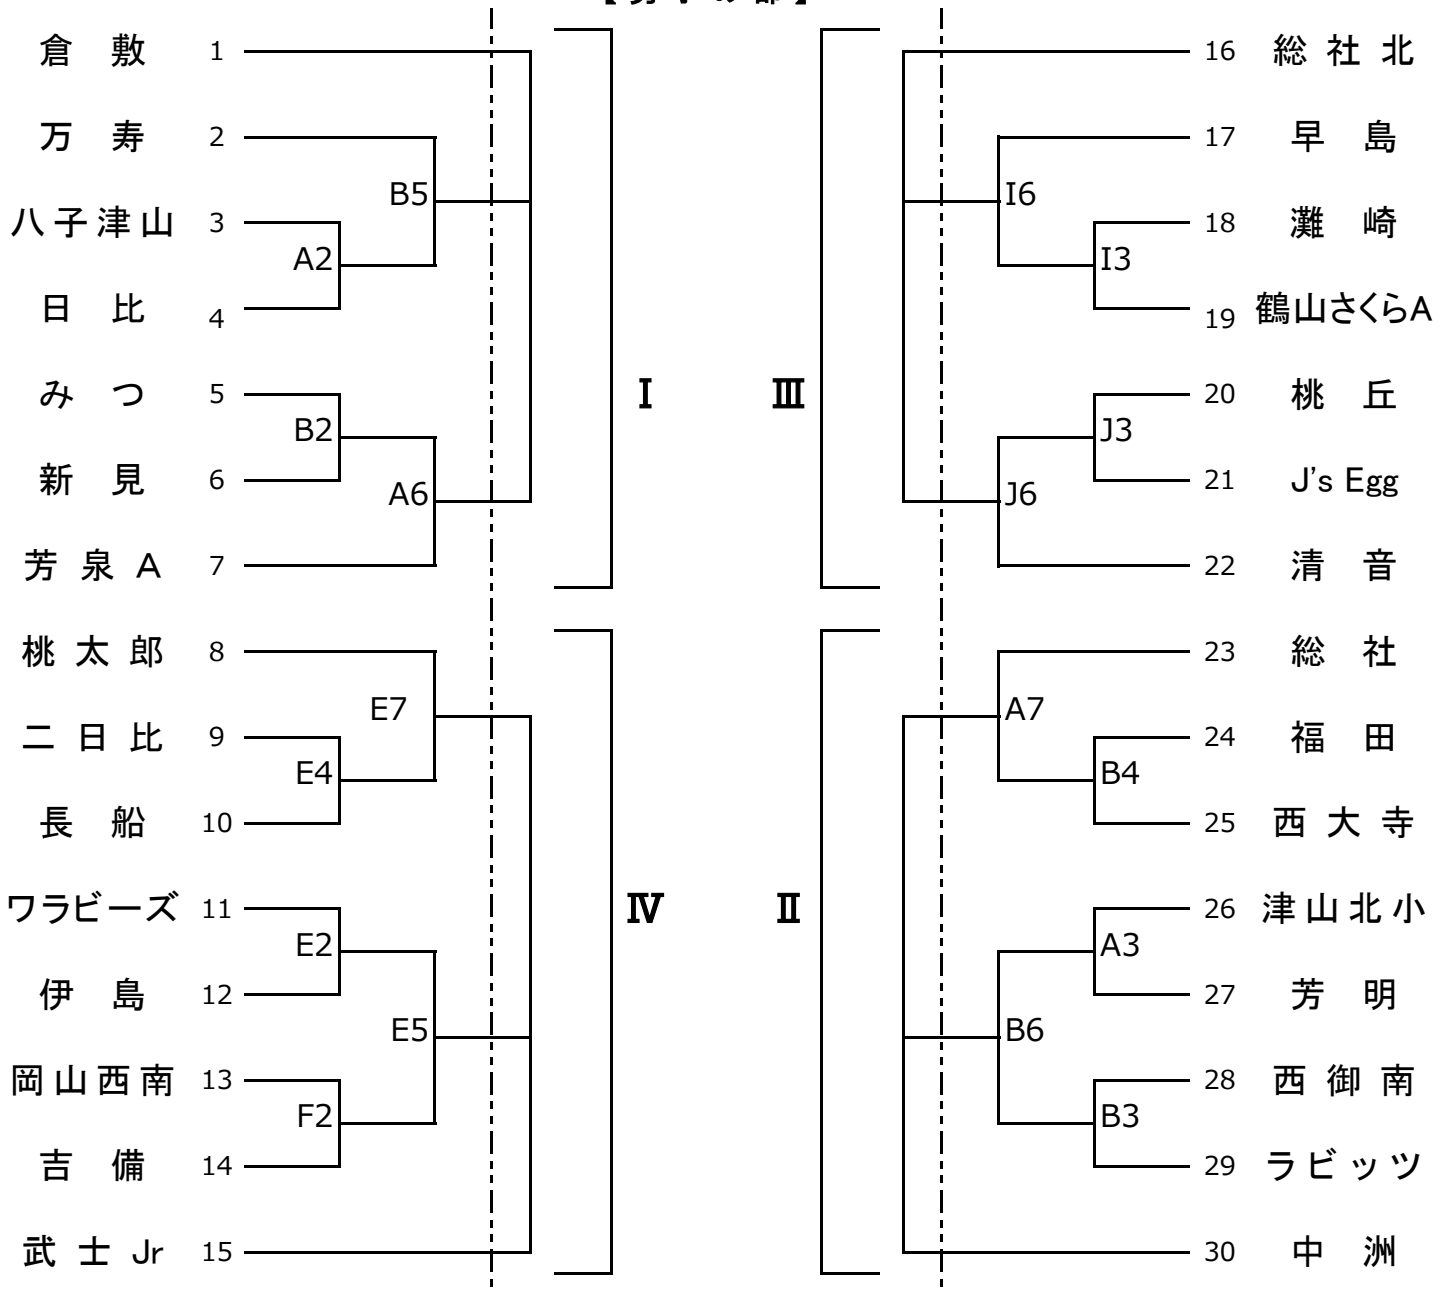 倉 敷 1
万 寿 2
B5
八子津山 3
A2
日 比 4
みつ 5
B2
新 見 6
A6
芳 泉 A 7
桃 太 郎 8
E7
二 日 比 9
E4
長 船 10
ワラビーズ 11
E2
伊 島 12
E5
岡山西南 13
F2
吉 備 14
武 士 Jr 15
Ⅰ
Ⅳ
Ⅲ
Ⅱ
16 総 社 北
17 早 島
I6
18 灘 崎
I3
19 鶴山さくらA
20 桃 丘
J3
21 J's Egg
J6
22 清 音
23 総 社
A7
24 福 田
B4
25 西 大 寺
26 津山北小
A3
27 芳 明
B6
28 西 御 南
B3
29 ラビッツ
30 中 洲